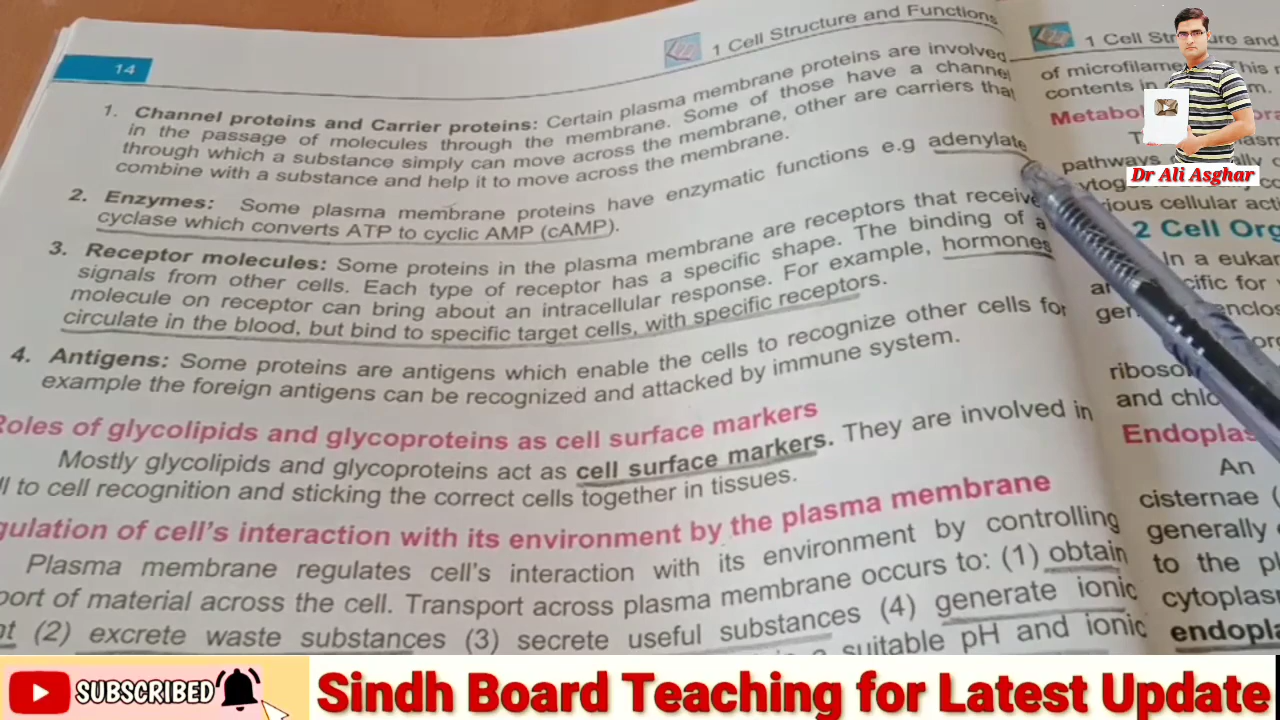 14
1 Cell Structure and Functions
1. Channel proteins and Carrier proteins: Certain plasma membrane proteins are involved
in the passage of molecules through the membrane. Some of those have a channel
through which a substance simply can move across the membrane, other are carriers that
combine with a substance and help it to move across the membrane.
2. Enzymes: Some plasma membrane proteins have enzymatic functions e.g adenylate
cyclase which converts ATP to cyclic AMP (cAMP).
3. Receptor molecules: Some proteins in the plasma membrane are receptors that receive
signals from other cells. Each type of receptor has a specific shape. The binding of a
molecule on receptor can bring about an intracellular response. For example, hormones
circulate in the blood, but bind to specific target cells, with specific receptors.
4. Antigens: Some proteins are antigens which enable the cells to recognize other cells for
example the foreign antigens can be recognized and attacked by immune system.
Roles of glycolipids and glycoproteins as cell surface markers
Mostly glycolipids and glycoproteins act as cell surface markers. They are involved in
to cell recognition and sticking the correct cells together in tissues.
of cell's interaction with its environment by the plasma membrane
Plasma membrane regulates cell's interaction with its environment by controlling
of material across the cell. Transport across plasma membrane occurs to: (1) obtain
(2) excrete waste substances (3) secrete useful substances (4) generate ionic
suitable pH and ionic
1 Cell and
of microfilame
contents in
pathways
2 Cell Org
In a eukar
for
and
Endoplas
An
cisternae (
generally
to the pl
cytoplasm
endopla
Dr Ali Asghar
SUBSCRIBED
Sindh Board Teaching for Latest Update